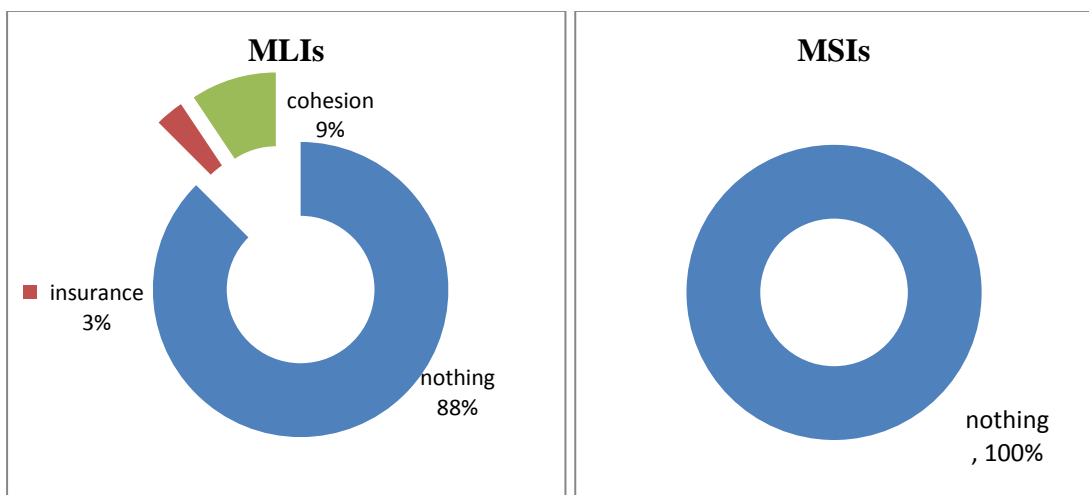 MLIs
cohesion
9%
insurance
3%
nothing
88%
MSIs
nothing
, 100%